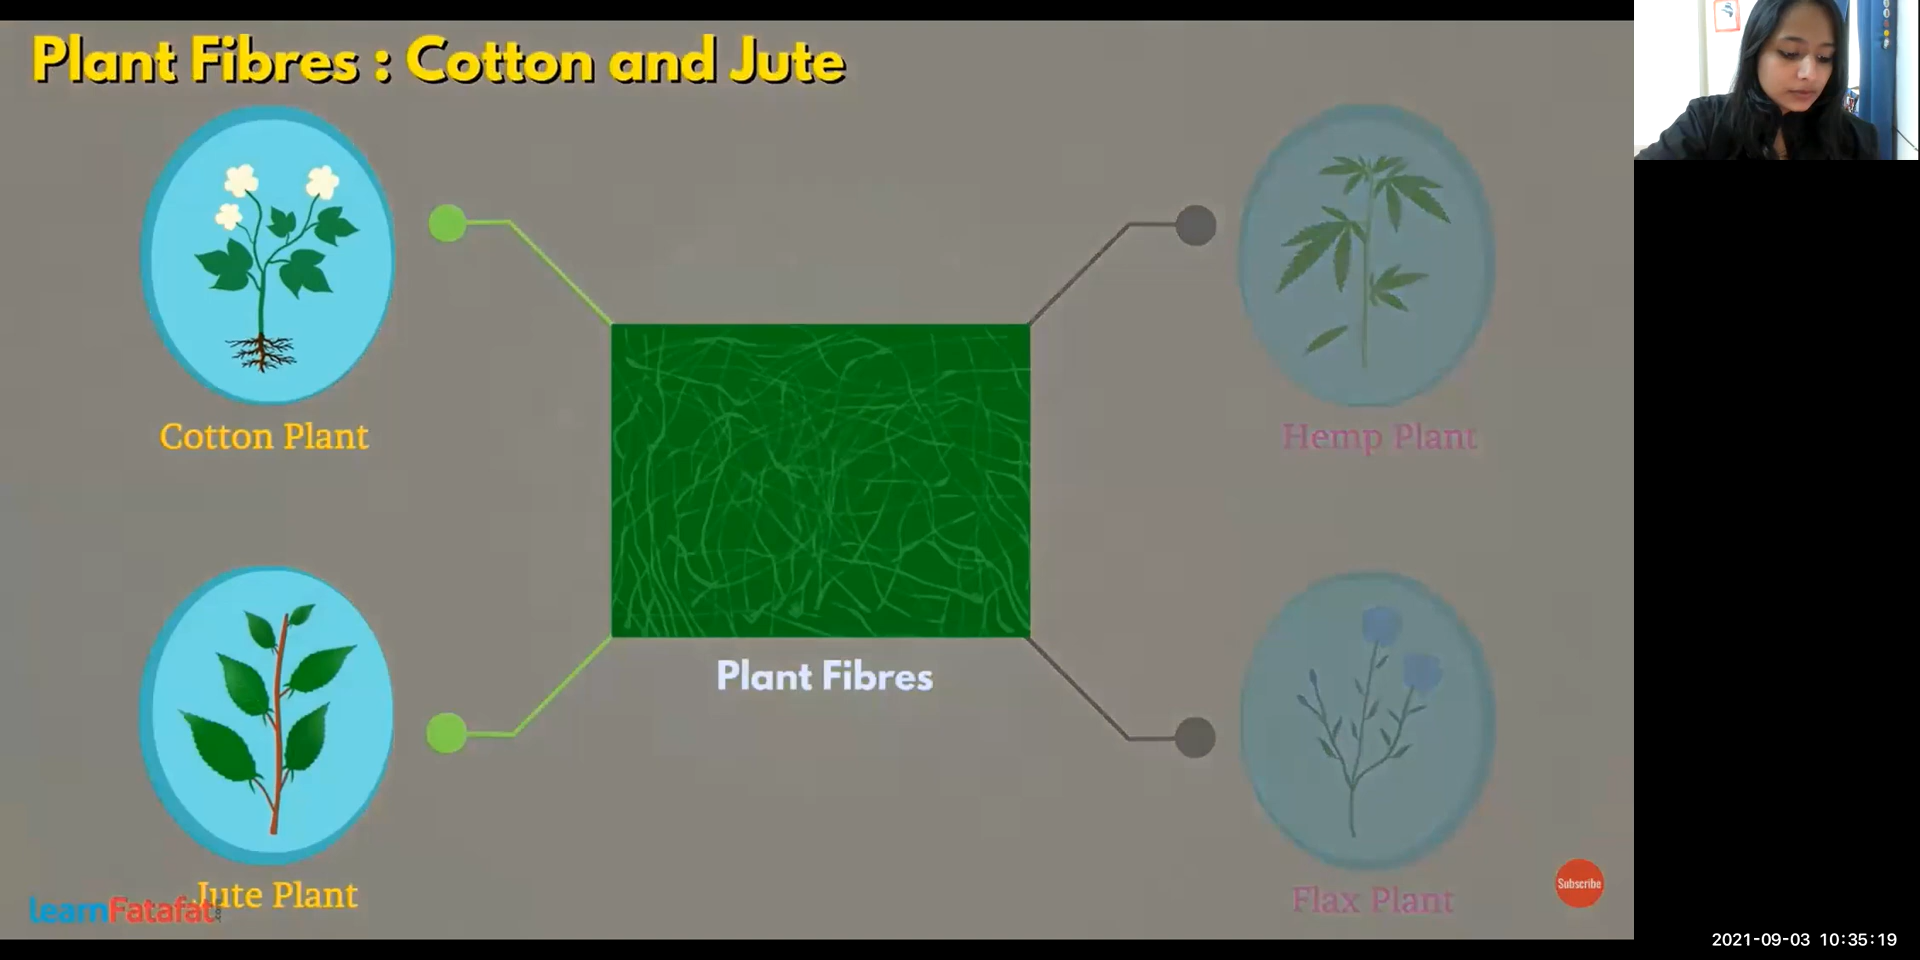 Plant Fibres : Cotton and Jute
Cotton Plant
Hemp Plant
Plant Fibres
Jute Plant
Flax Plant
learnFatafat
Subscribe
2021-09-03 10:35:19